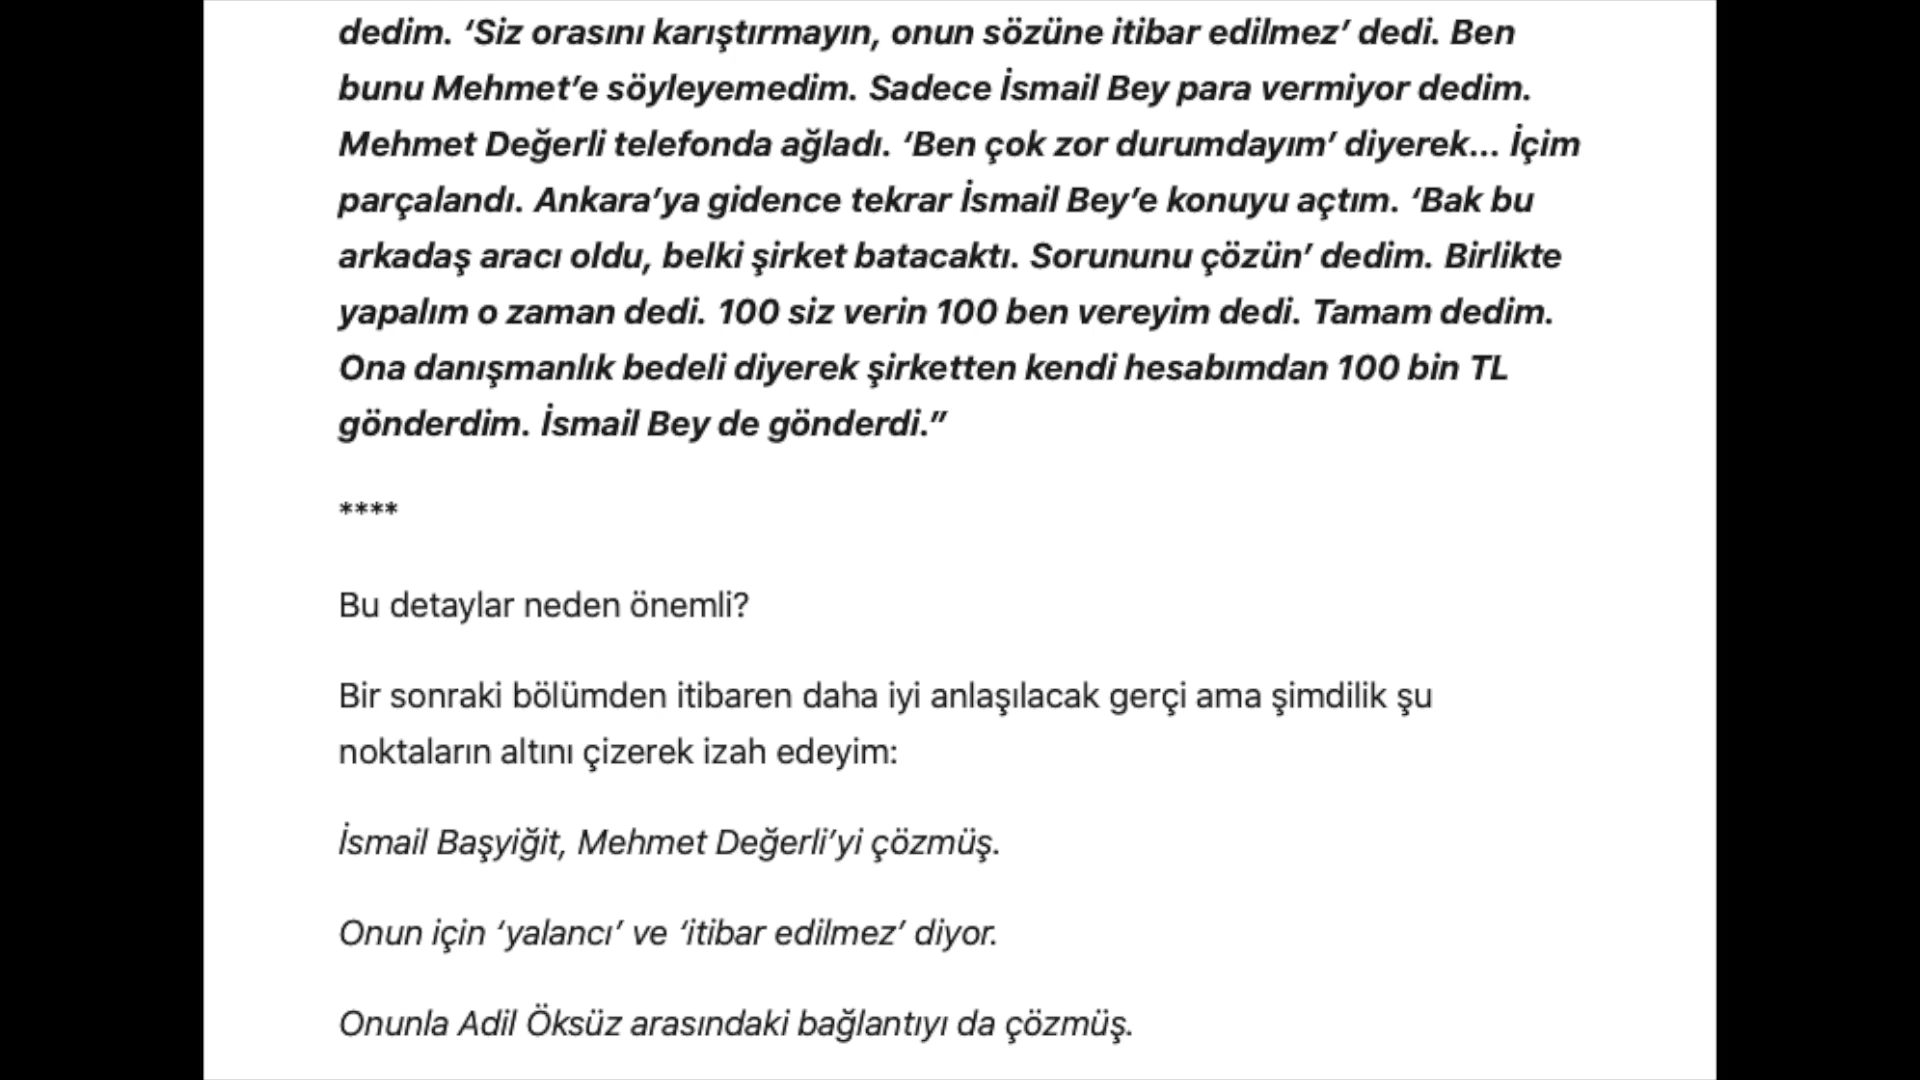 dedim. ‘Siz orasını karıştırmayın, onun sözüne itibar edilmez’ dedi. Ben
bunu Mehmet’e söyleyemedim. Sadece İsmail Bey para vermiyor dedim.
Mehmet Değerli telefonda ağladı. ‘Ben çok zor durumdayım’ diyerek... İçim
parçalandı. Ankara’ya gidence tekrar İsmail Bey’e konuyu açtım. ‘Bak bu
arkadaş aracı oldu, belki şirket batacaktı. Sorununu çözün’ dedim. Birlikte
yapalım o zaman dedi. 100 siz verin 100 ben vereyim dedi. Tamam dedim.
Ona danışmanlık bedeli diyerek şirketten kendi hesabımdan 100 bin TL
gönderdim. İsmail Bey de gönderdi.”
****
Bu detaylar neden önemli?
Bir sonraki bölümden itibaren daha iyi anlaşılacak gerçi ama şimdilik şu
noktaların altını çizerek izah edeyim:
İsmail Başyiğit, Mehmet Değerli’yi çözmüş.
Onun için ‘yalancı’ ve ‘itibar edilmez’ diyor.
Onunla Adil Öksüz arasındaki bağlantıyı da çözmüş.